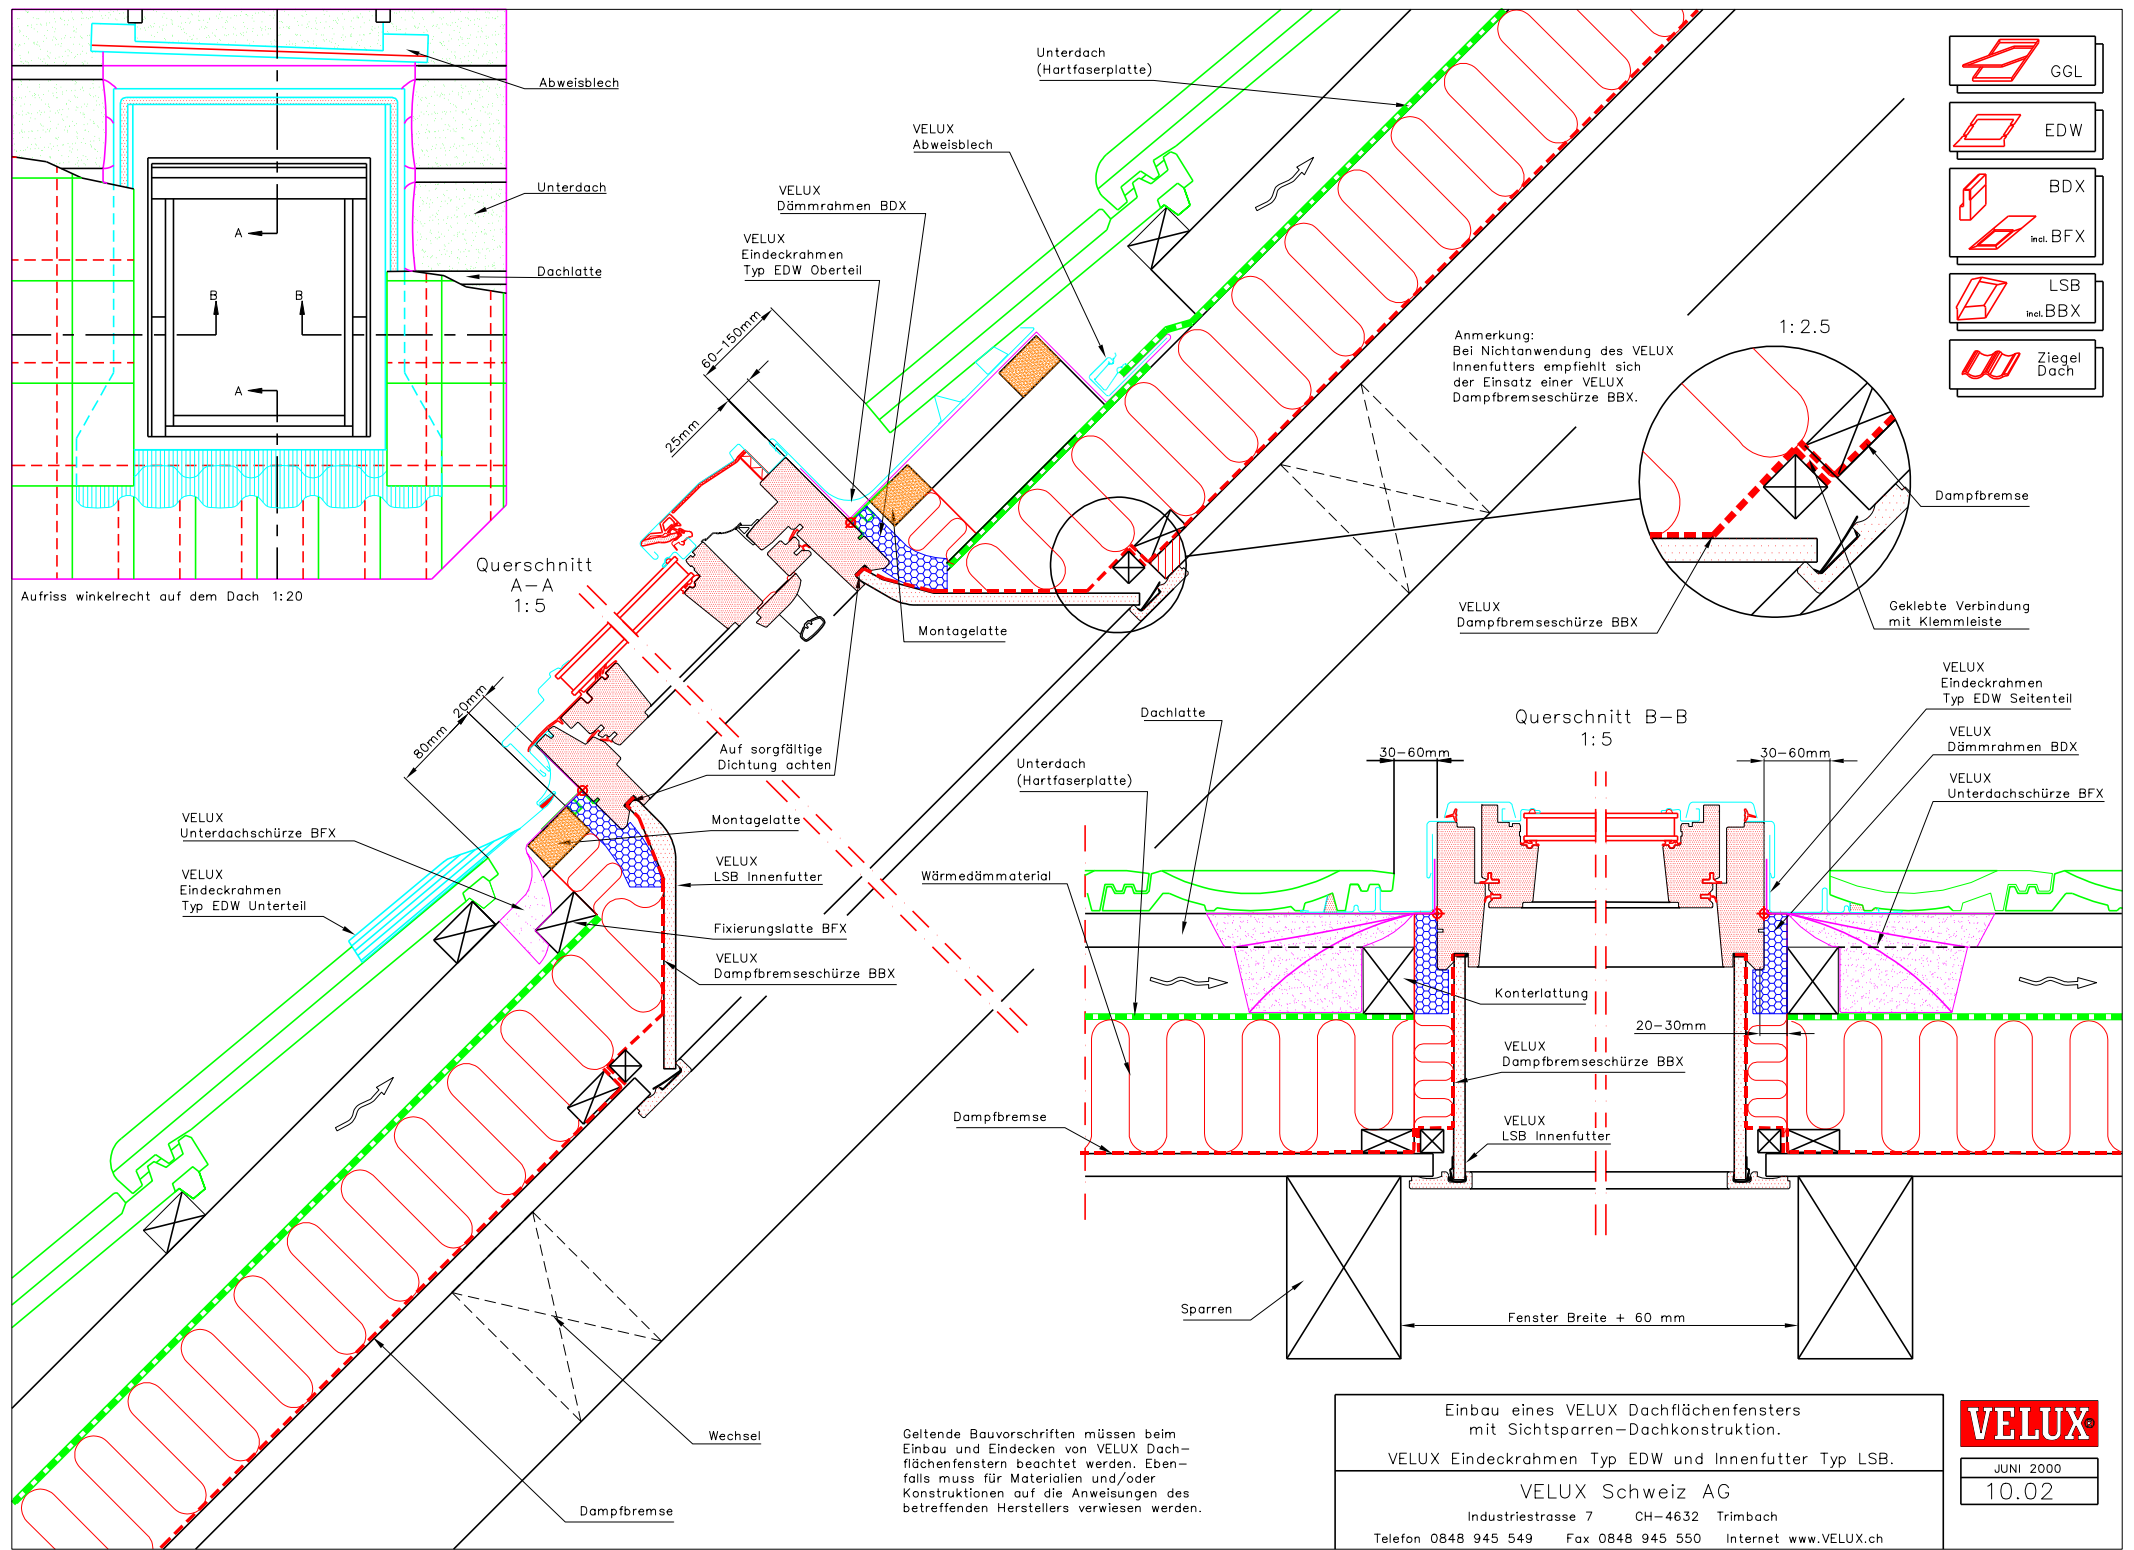 Abweisblech
Unterdach
Dachlatte
A
B
B
A
Aufriss winkelrecht auf dem Dach 1:20
Querschnitt
A-A
1:5
Unterdach
(Hartfaserplatte)
VELUX
Abweisblech
VELUX
Dämmrahmen BDX
VELUX
Eindeckrahmen
Typ EDW Oberteil
60-150mm
25mm
Anmerkung:
Bei Nichtanwendung des VELUX
Innenfutters empfiehlt sich
der Einsatz einer VELUX
Dampfbremseschürze BBX.
1:2.5
Dampfbremse
VELUX
Dampfbremseschürze BBX
Geklebte Verbindung
mit Klemmleiste
GGL
EDW
BDX
incl. BFX
LSB
incl. BBX
Ziegel
Dach
Montagelatte
20mm
80mm
Auf sorgfältige
Dichtung achten
Montagelatte
VELUX
Unterdachschürze BFX
VELUX
Eindeckrahmen
Typ EDW Unterteil
VELUX
LSB Innenfutter
Fixierungslatte BFX
VELUX
Dampfbremseschürze BBX
Wechsel
Dampfbremse
Querschnitt B-B
1:5
Dachlatte
Unterdach
(Hartfaserplatte)
Wärmedämmaterial
30-60mm
30-60mm
VELUX
Eindeckrahmen
Typ EDW Seitenteil
VELUX
Dämmrahmen BDX
VELUX
Unterdachschürze BFX
Konterlattung
20-30mm
VELUX
Dampfbremseschürze BBX
Dampfbremse
VELUX
LSB Innenfutter
Sparren
Fenster Breite + 60 mm
Geltende Bauvorschriften müssen beim
Einbau und Eindecken von VELUX Dach-
flächenfenstern beachtet werden. Eben-
falls muss für Materialien und/oder
Konstruktionen auf die Anweisungen des
betreffenden Herstellers verwiesen werden.
Einbau eines VELUX Dachflächenfensters
mit Sichtsparren-Dachkonstruktion.
VELUX Eindeckrahmen Typ EDW und Innenfutter Typ LSB.
VELUX Schweiz AG
Industriestrasse 7 CH-4632 Trimbach
Telefon 0848 945 549 Fax 0848 945 550 Internet www.VELUX.ch
VELUX®
JUNI 2000
10.02